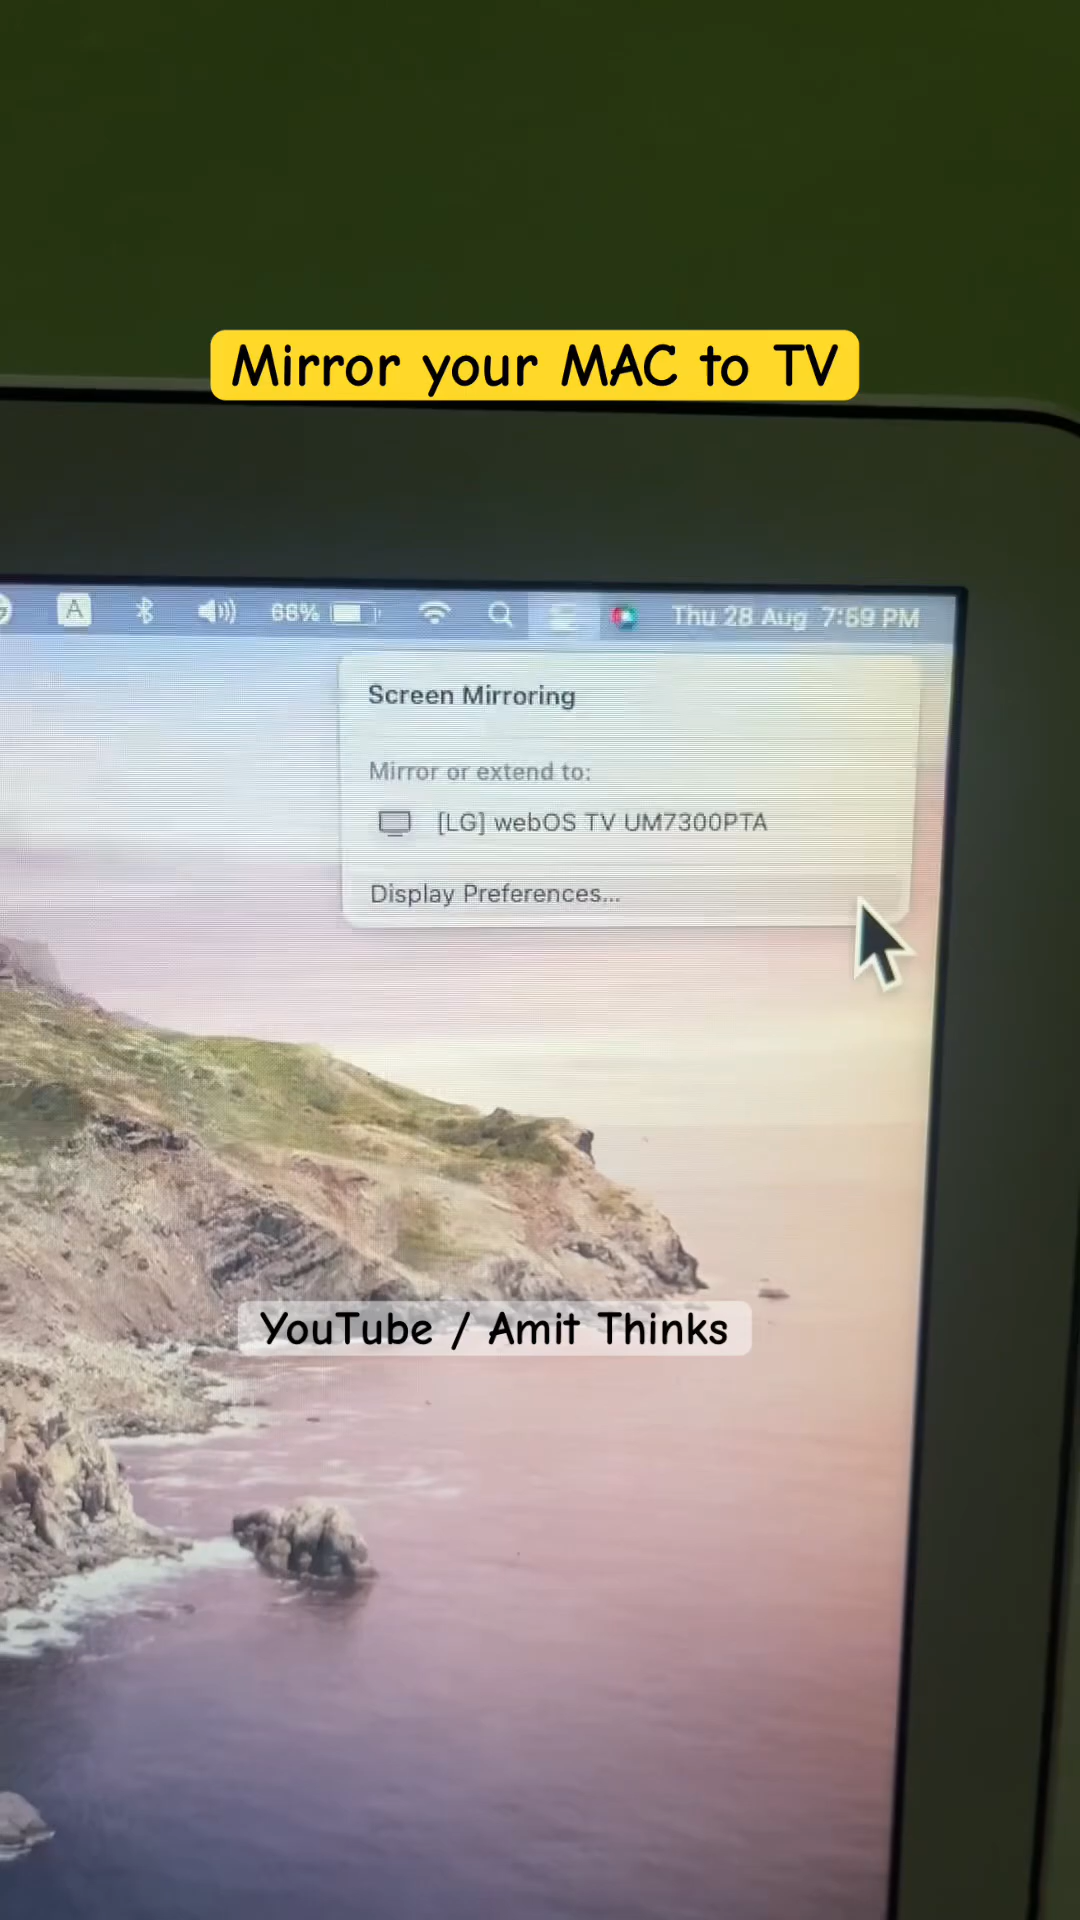 Mirror your MAC to TV
A 66% Thu 28 Aug 7:59 PM
Screen Mirroring
Mirror or extend to:
[LG] webOS TV UM7300PTA
Display Preferences...
YouTube / Amit Thinks